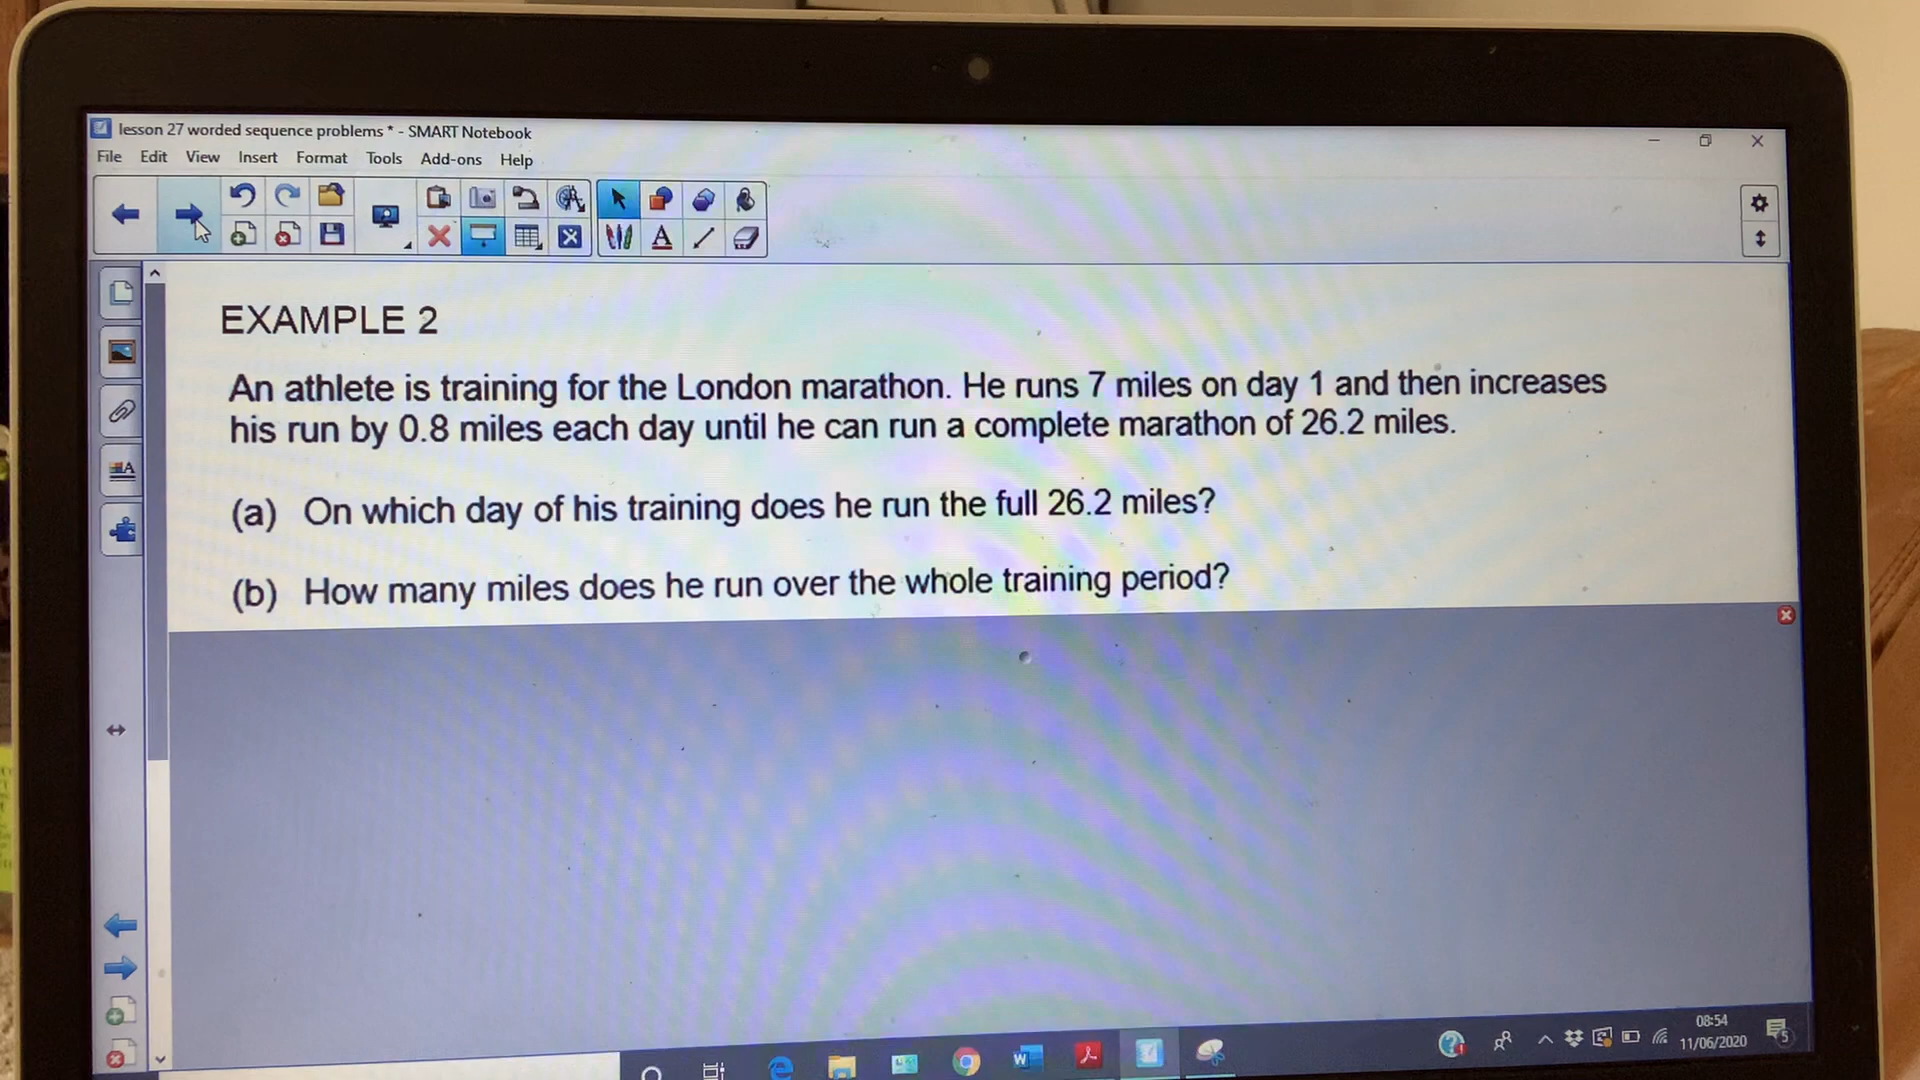 lesson 27 worded sequence problems * - SMART Notebook
File Edit View Insert Format Tools Add-ons Help
EXAMPLE 2
An athlete is training for the London marathon. He runs 7 miles on day 1 and then increases
his run by 0.8 miles each day until he can run a complete marathon of 26.2 miles.
(a) On which day of his training does he run the full 26.2 miles?
(b) How many miles does he run over the whole training period?
08:54
11/06/2020
5